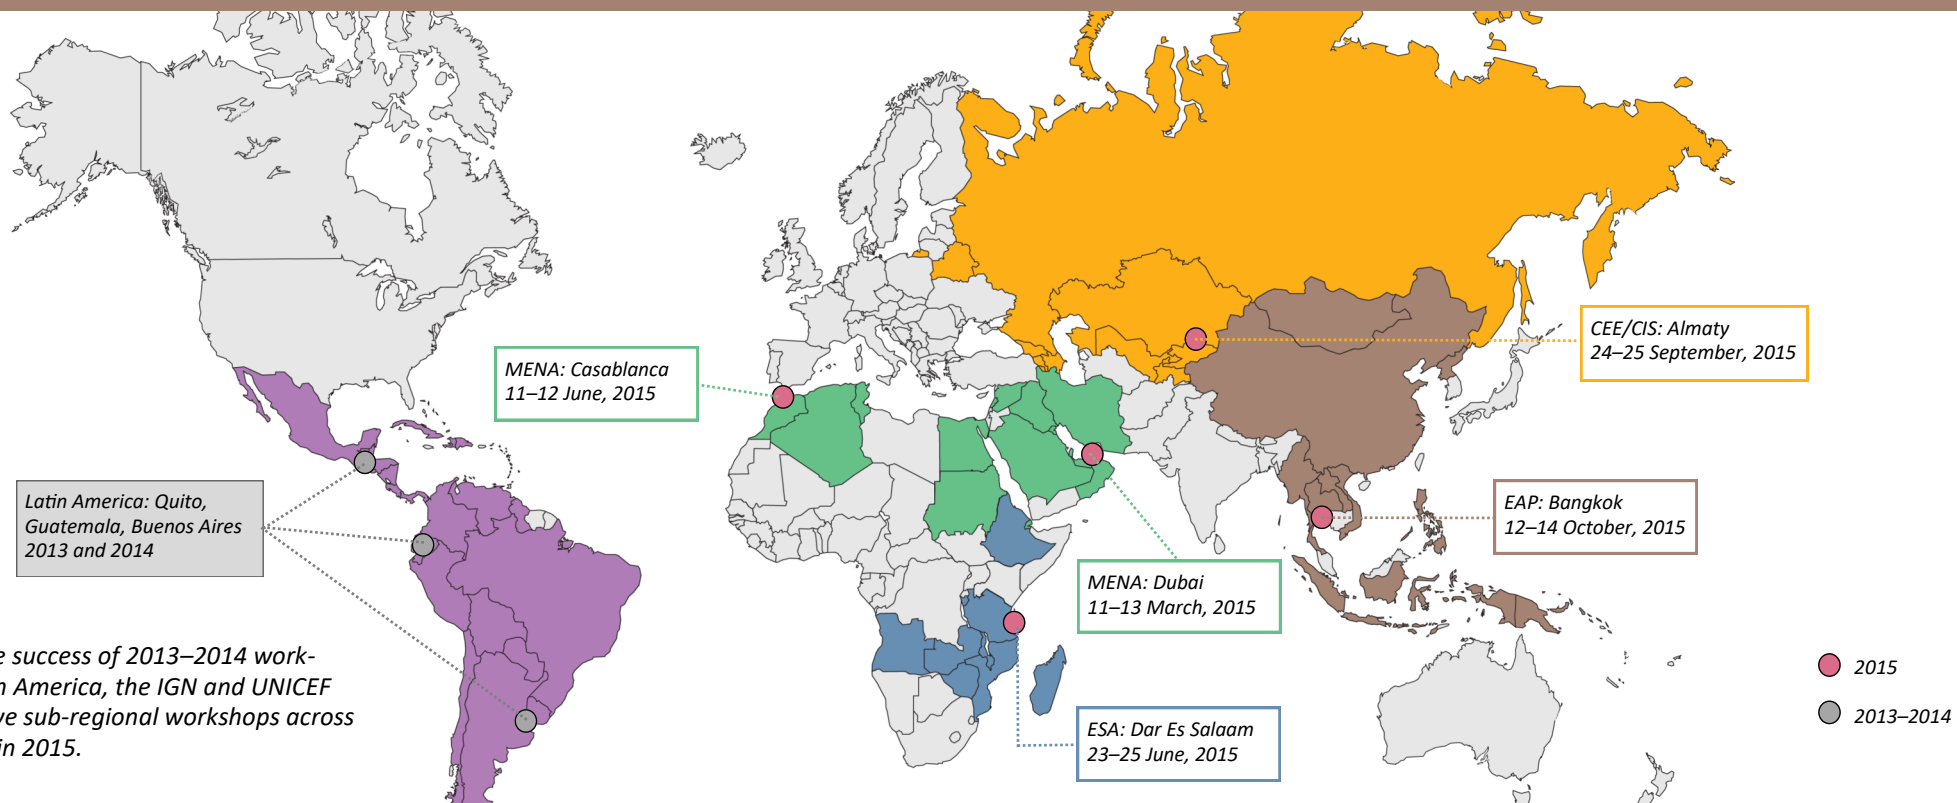 MENA: Casablanca
11–12 June, 2015
CEE/CIS: Almaty
24–25 September, 2015
Latin America: Quito,
Guatemala, Buenos Aires
2013 and 2014
EAP: Bangkok
12–14 October, 2015
MENA: Dubai
11–13 March, 2015
ESA: Dar Es Salaam
23–25 June, 2015
success of 2013–2014 work-
America, the IGN and UNICEF
sub-regional workshops across
in 2015.
2015
2013–2014